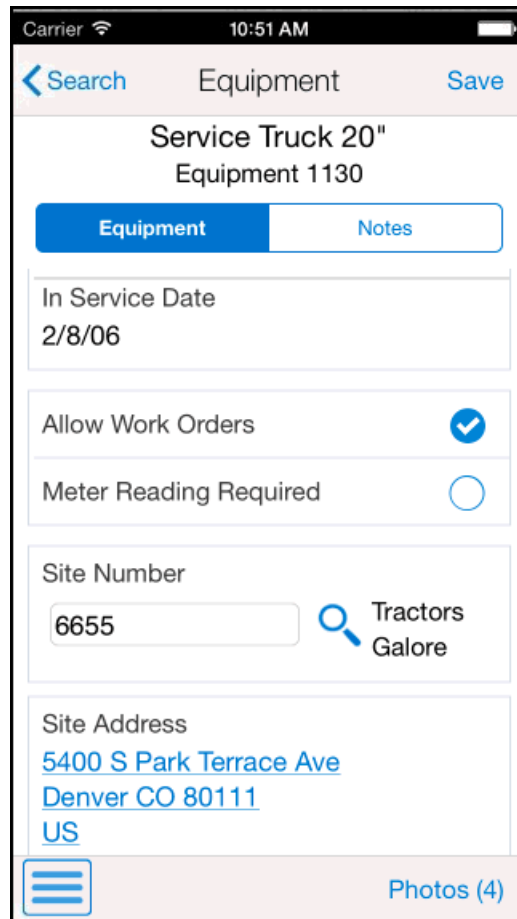 Carrier 10:51 AM
Search Equipment Save
Service Truck 20"
Equipment 1130
Equipment Notes
In Service Date
2/8/06
Allow Work Orders
Meter Reading Required
Site Number
6655 Tractors
Galore
Site Address
5400 S Park Terrace Ave
Denver CO 80111
US
Photos (4)